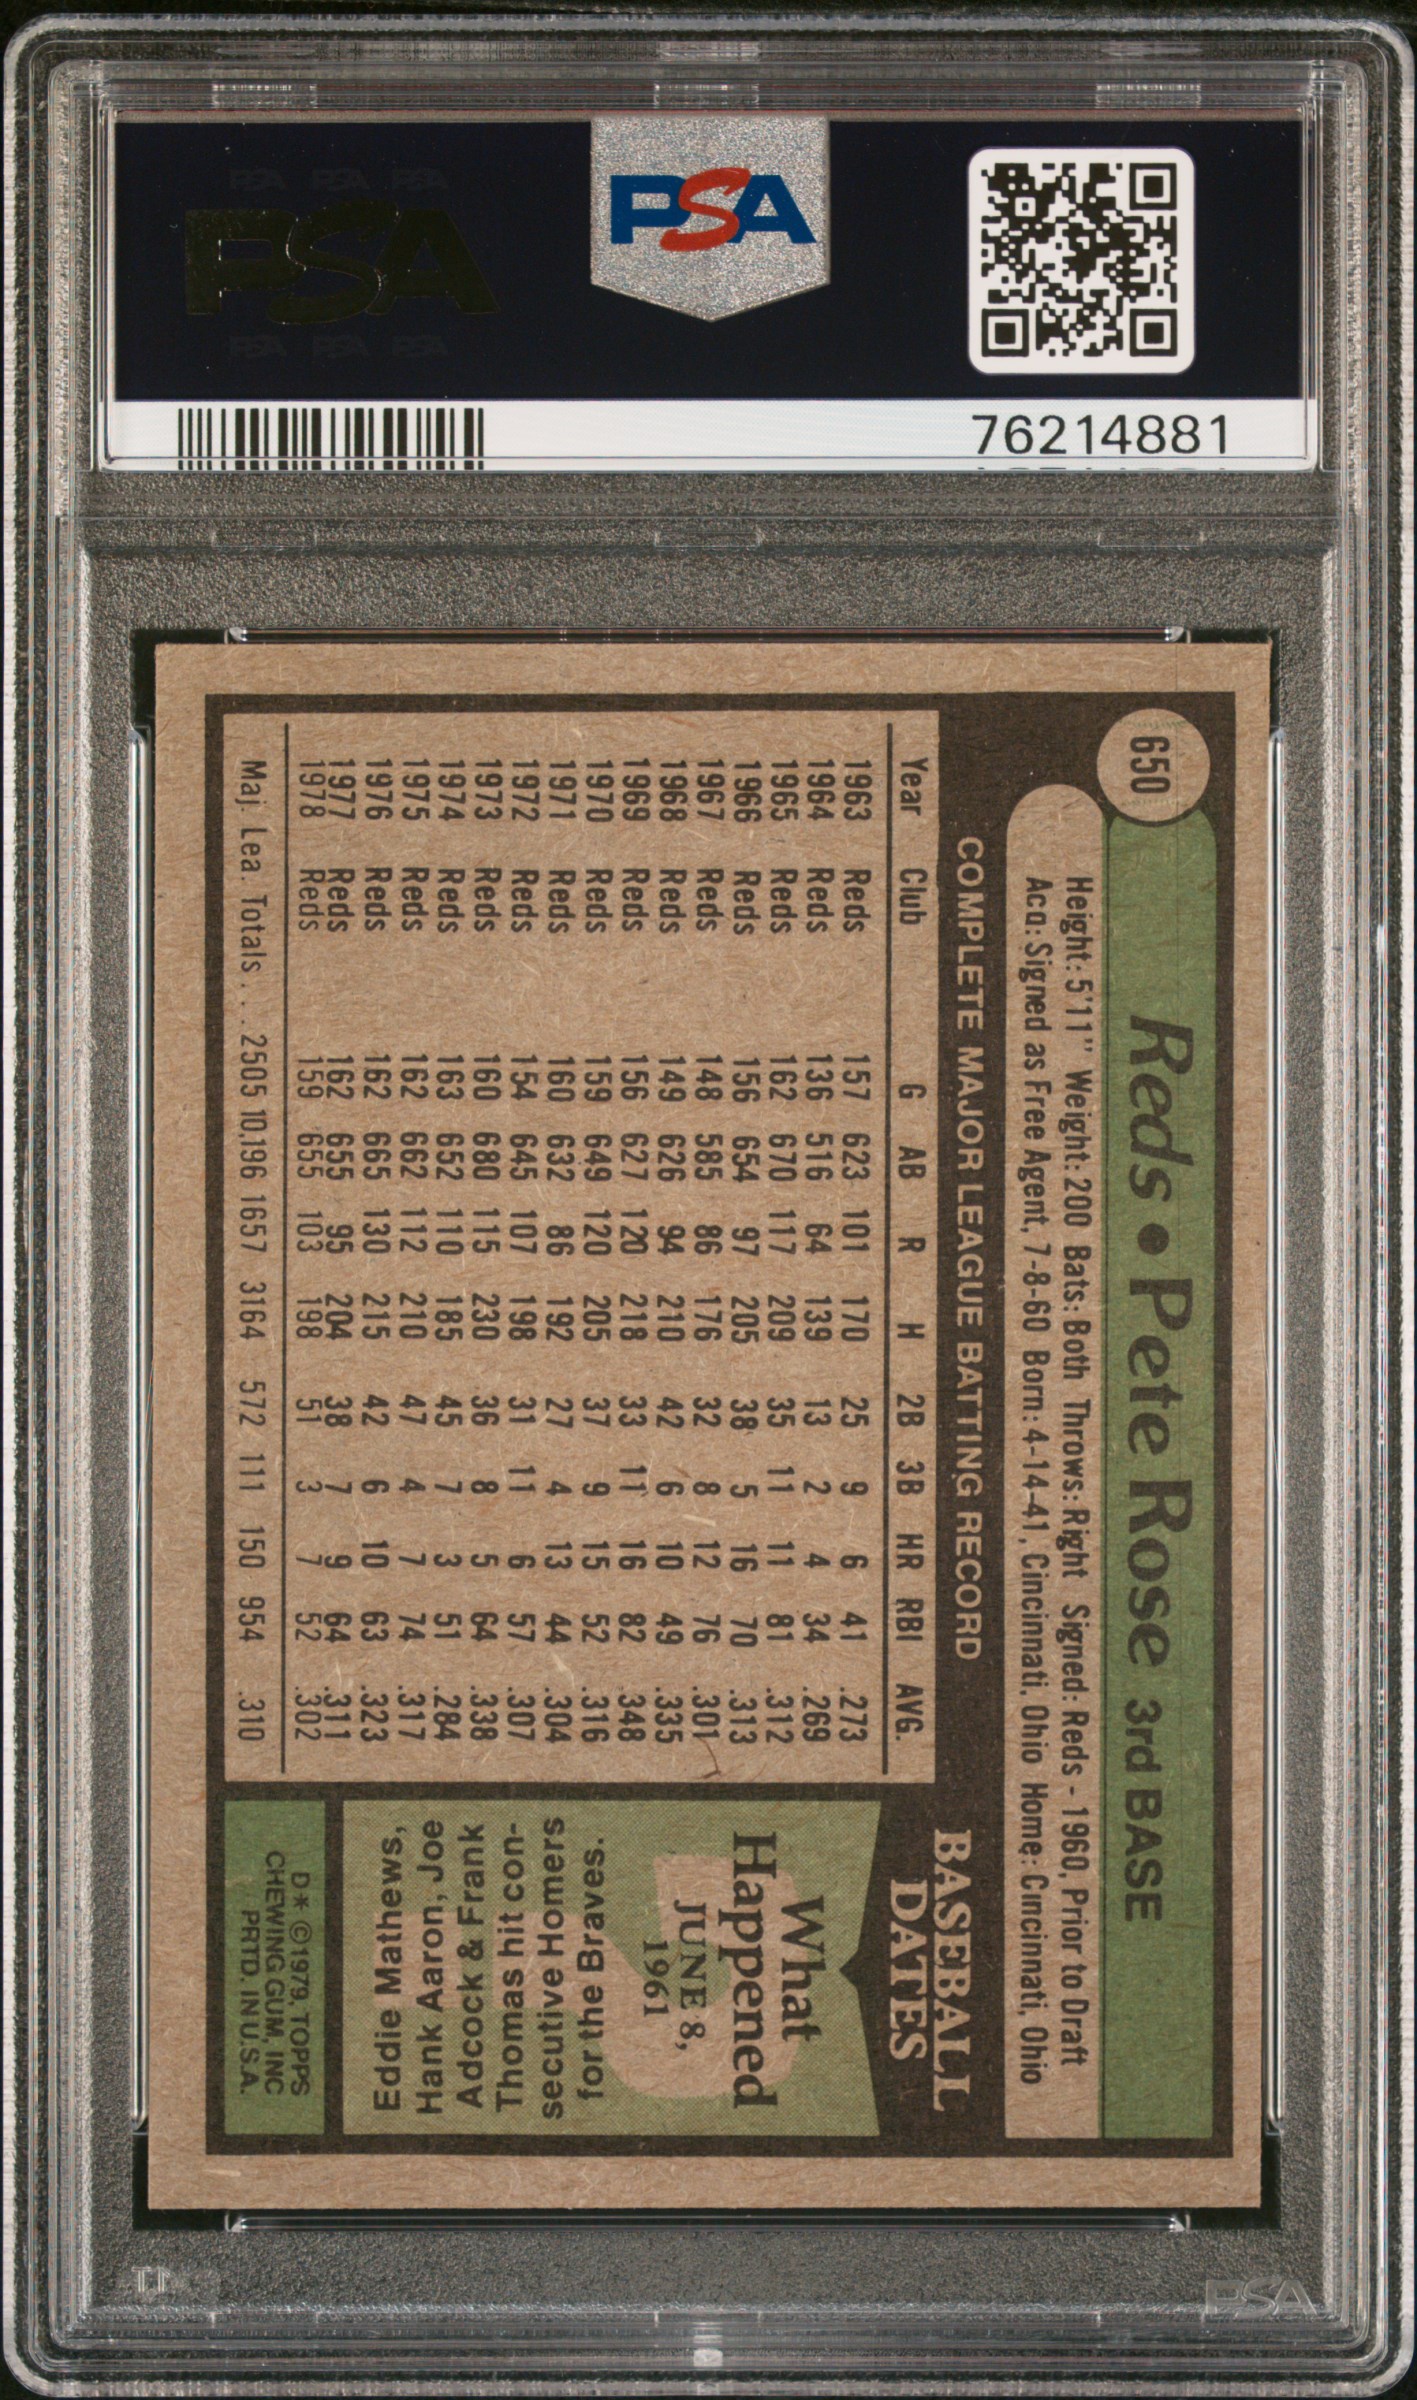 PSA PSA PSA
PSA
PSA PSA PSA
PSA
76214881
650
Reds • Pete Rose 3rd BASE
Height: 5'11" Weight: 200 Bats: Both Throws: Right Signed: Reds - 1960, Prior to Draft
Acq: Signed as Free Agent, 7-8-60 Born: 4-14-41, Cincinnati, Ohio Home: Cincinnati, Ohio
COMPLETE MAJOR LEAGUE BATTING RECORD
Year Club G AB R H 2B 3B HR RBI AVG.
1963 Reds 157 623 101 170 25 9 6 41 .273
1964 Reds 136 516 64 139 13 2 4 34 .269
1965 Reds 162 670 117 209 35 11 11 81 .312
1966 Reds 156 654 97 205 38 5 16 70 .313
1967 Reds 148 585 86 176 32 8 12 76 .301
1968 Reds 149 626 94 210 42 6 10 49 .335
1969 Reds 156 627 120 218 33 11 16 82 .348
1970 Reds 159 649 120 205 37 9 15 52 .316
1971 Reds 160 632 86 192 27 4 13 44 .304
1972 Reds 154 645 107 198 31 11 6 57 .307
1973 Reds 160 680 115 230 36 8 5 64 .338
1974 Reds 163 652 110 185 45 7 3 51 .284
1975 Reds 162 662 112 210 47 4 7 74 .317
1976 Reds 162 665 130 215 42 6 10 63 .323
1977 Reds 162 655 95 204 38 7 9 64 .311
1978 Reds 159 655 103 198 51 3 7 52 .302
Maj. Lea. Totals . . . 2505 10,196 1657 3164 572 111 150 954 .310
BASEBALL
DATES
What
Happened
JUNE 8,
1961
Eddie Mathews,
Hank Aaron, Joe
Adcock & Frank
Thomas hit con-
secutive Homers
for the Braves.
D* ©1979, TOPPS
CHEWING GUM, INC
PRTD. IN U.S.A.
PSA